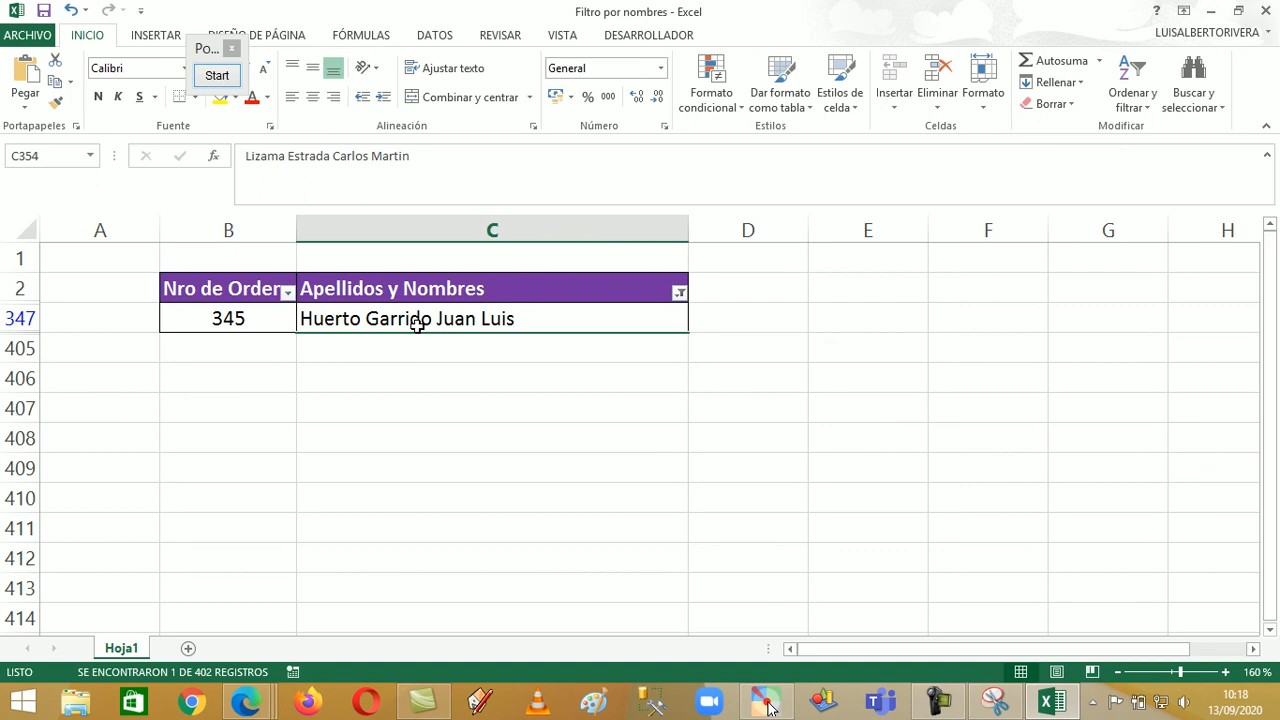 Filtro por nombres - Excel
ARCHIVO INICIO INSERTAR DISEÑO DE PÁGINA FÓRMULAS DATOS REVISAR VISTA DESARROLLADOR LUISALBERTORIVERA
Po... x
Start
Pegar
Calibri
N K S
A
Ajustar texto
Combinar y centrar
General
% 000
Formato condicional
Dar formato como tabla
Estilos de celda
Insertar
Eliminar
Formato
Autosuma
Rellenar
Borrar
Ordenar y filtrar
Buscar y seleccionar
Portapapeles Fuente Alineación Número Estilos Celdas Modificar
C354 fx Lizama Estrada Carlos Martin
A B C D E F G H
1
2 Nro de Orden Apellidos y Nombres
347 345 Huerto Garrido Juan Luis
405
406
407
408
409
410
411
412
413
414
Hoja1
LISTO SE ENCONTRARON 1 DE 402 REGISTROS 160 %
10:18
13/09/2020